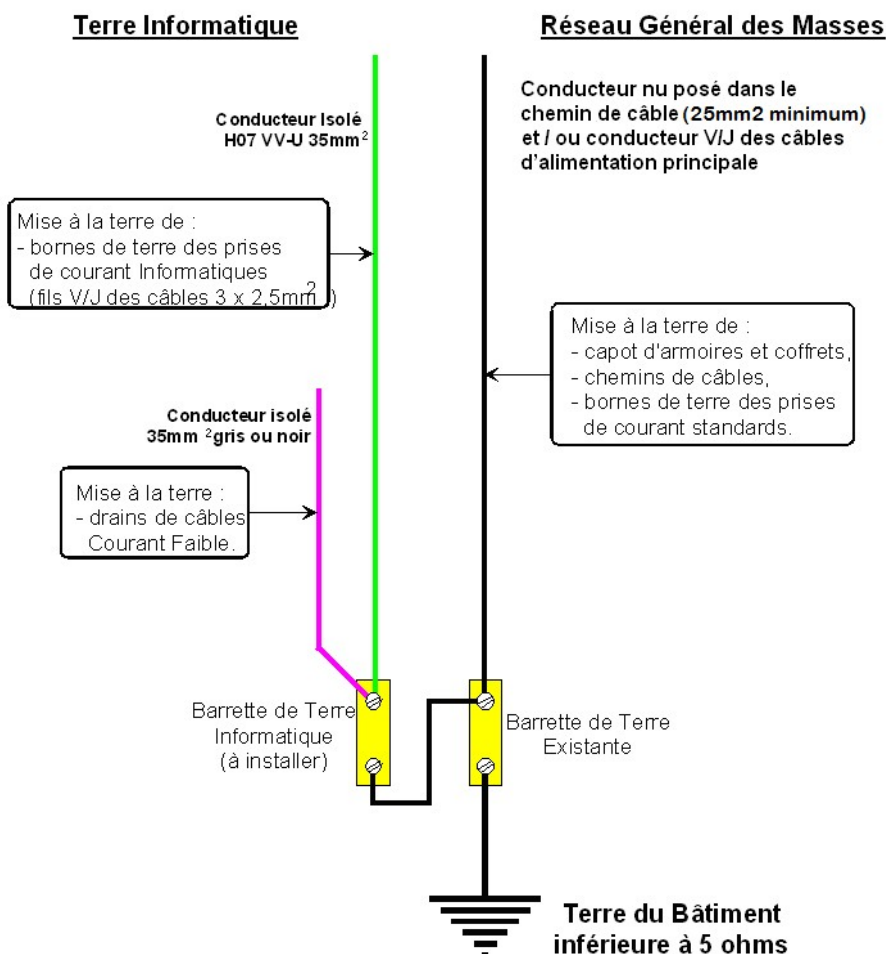 Terre Informatique
Réseau Général des Masses
Conducteur Isolé
H07 VV-U 35mm²
Conducteur nu posé dans le
chemin de câble (25mm2 minimum)
et / ou conducteur V/J des câbles
d'alimentation principale
Mise à la terre de :
- bornes de terre des prises
de courant Informatiques
(fils V/J des câbles 3 x 2,5mm²)
Mise à la terre de :
- capot d'armoires et coffrets,
- chemins de câbles,
- bornes de terre des prises
de courant standards.
Conducteur isolé
35mm ²gris ou noir
Mise à la terre :
- drains de câbles
Courant Faible.
Barrette de Terre
Informatique
(à installer)
Barrette de Terre
Existante
Terre du Bâtiment
inférieure à 5 ohms